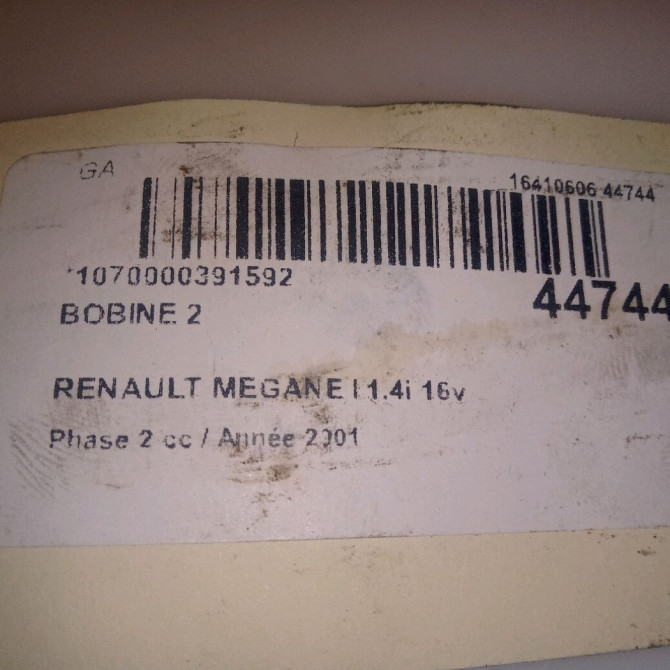 GA
16410606 44744
*1070000391592
44744
BOBINE 2
RENAULT MEGANE I 1.4i 16v
Phase 2 cc / Année 2001